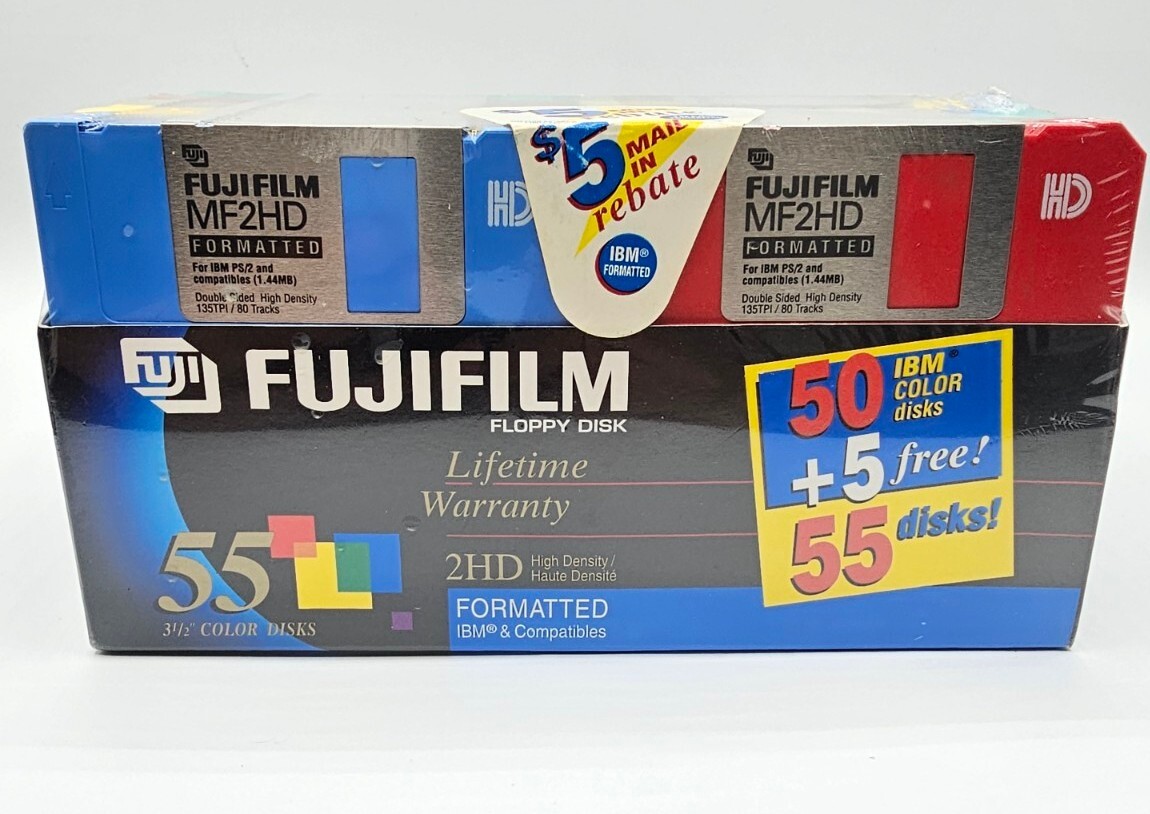 FUJI
FUJIFILM
MF2HD
FORMATTED
For IBM PS/2 and
compatibles (1.44MB)
Double Sided High Density
135TPI / 80 Tracks
HD
$5 MAIL
IN
rebate
IBM®
FORMATTED
FUJI
FUJIFILM
MF2HD
FORMATTED
For IBM PS/2 and
compatibles (1.44MB)
Double Sided High Density
135TPI / 80 Tracks
HD
FUJI FUJIFILM
FLOPPY DISK
Lifetime
Warranty
55
3½" COLOR DISKS
2HD High Density /
Haute Densité
FORMATTED
IBM® & Compatibles
50 IBM®
COLOR
disks
+5 free!
55 disks!